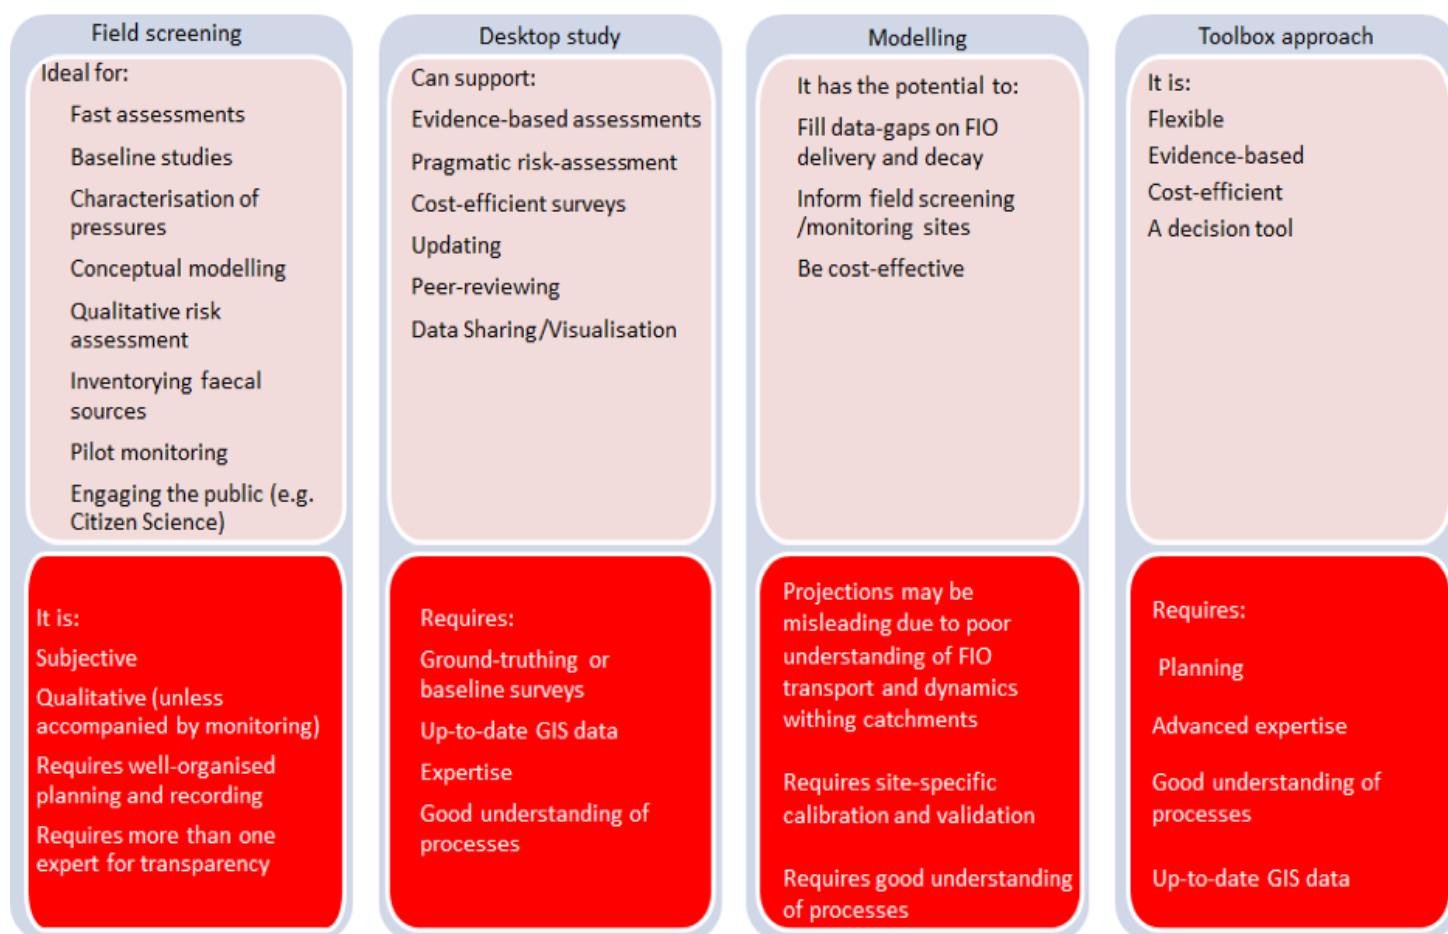 Field screening
Ideal for:
Fast assessments
Baseline studies
Characterisation of
pressures
Conceptual modelling
Qualitative risk
assessment
Inventorying faecal
sources
Pilot monitoring
Engaging the public (e.g.
Citizen Science)
It is:
Subjective
Qualitative (unless
accompanied by monitoring)
Requires well-organised
planning and recording
Requires more than one
expert for transparency
Desktop study
Can support:
Evidence-based assessments
Pragmatic risk-assessment
Cost-efficient surveys
Updating
Peer-reviewing
Data Sharing/Visualisation
Requires:
Ground-truthing or
baseline surveys
Up-to-date GIS data
Expertise
Good understanding of
processes
Modelling
It has the potential to:
Fill data-gaps on FIO
delivery and decay
Inform field screening
/monitoring sites
Be cost-effective
Projections may be
misleading due to poor
understanding of FIO
transport and dynamics
withing catchments
Requires site-specific
calibration and validation
Requires good understanding
of processes
Toolbox approach
It is:
Flexible
Evidence-based
Cost-efficient
A decision tool
Requires:
Planning
Advanced expertise
Good understanding of
processes
Up-to-date GIS data